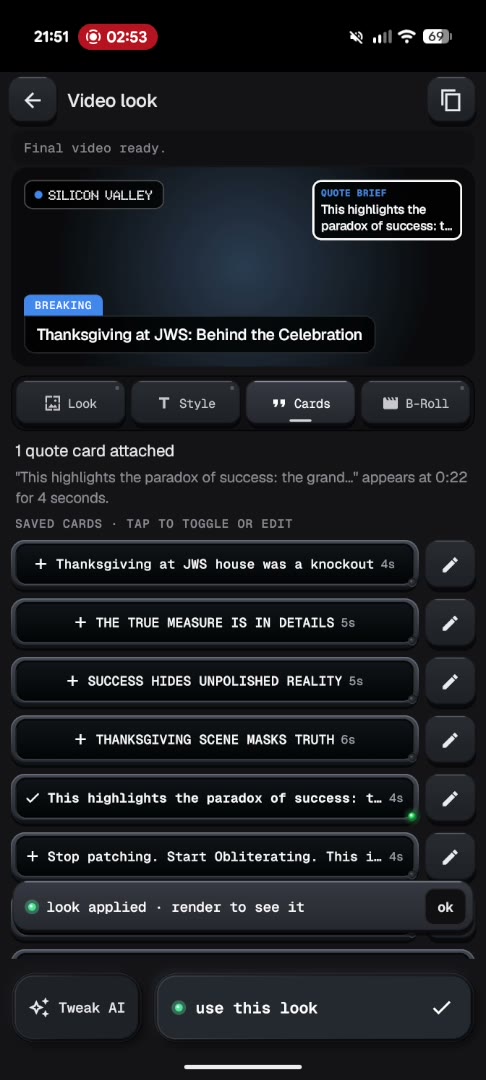 21:51
02:53
69
Video look
Final video ready.
SILICON VALLEY
QUOTE BRIEF
This highlights the
paradox of success: t…
BREAKING
Thanksgiving at JWS: Behind the Celebration
Look
Style
Cards
B-Roll
1 quote card attached
"This highlights the paradox of success: the grand…" appears at 0:22
for 4 seconds.
SAVED CARDS · TAP TO TOGGLE OR EDIT
+ Thanksgiving at JWS house was a knockout 4s
+ THE TRUE MEASURE IS IN DETAILS 5s
+ SUCCESS HIDES UNPOLISHED REALITY 5s
+ THANKSGIVING SCENE MASKS TRUTH 6s
This highlights the paradox of success: t… 4s
+ Stop patching. Start Obliterating. This i… 4s
look applied · render to see it
ok
Tweak AI
use this look